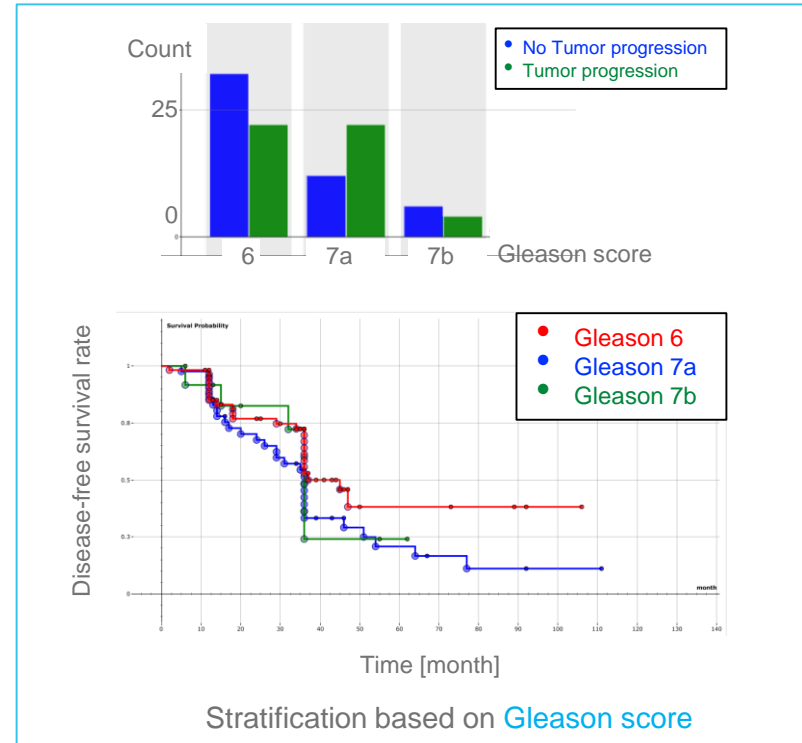 Count
No Tumor progression
Tumor progression
25
0
0
6 7a 7b Gleason score
Survival Probability
Gleason 6
Gleason 7a
Gleason 7b
Disease-free survival rate
1
0.8
0.5
0.3
0
month
0 10 20 30 40 50 60 70 80 90 100 110 120 130 140
Time [month]
Stratification based on Gleason score